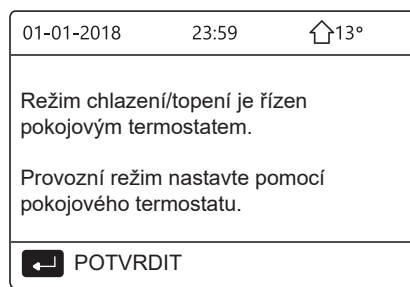 01-01-2018 23:59 13°
Režim chlazení/topení je řízen
pokojovým termostatem.
Provozní režim nastavte pomocí
pokojového termostatu.
POTVRDIT